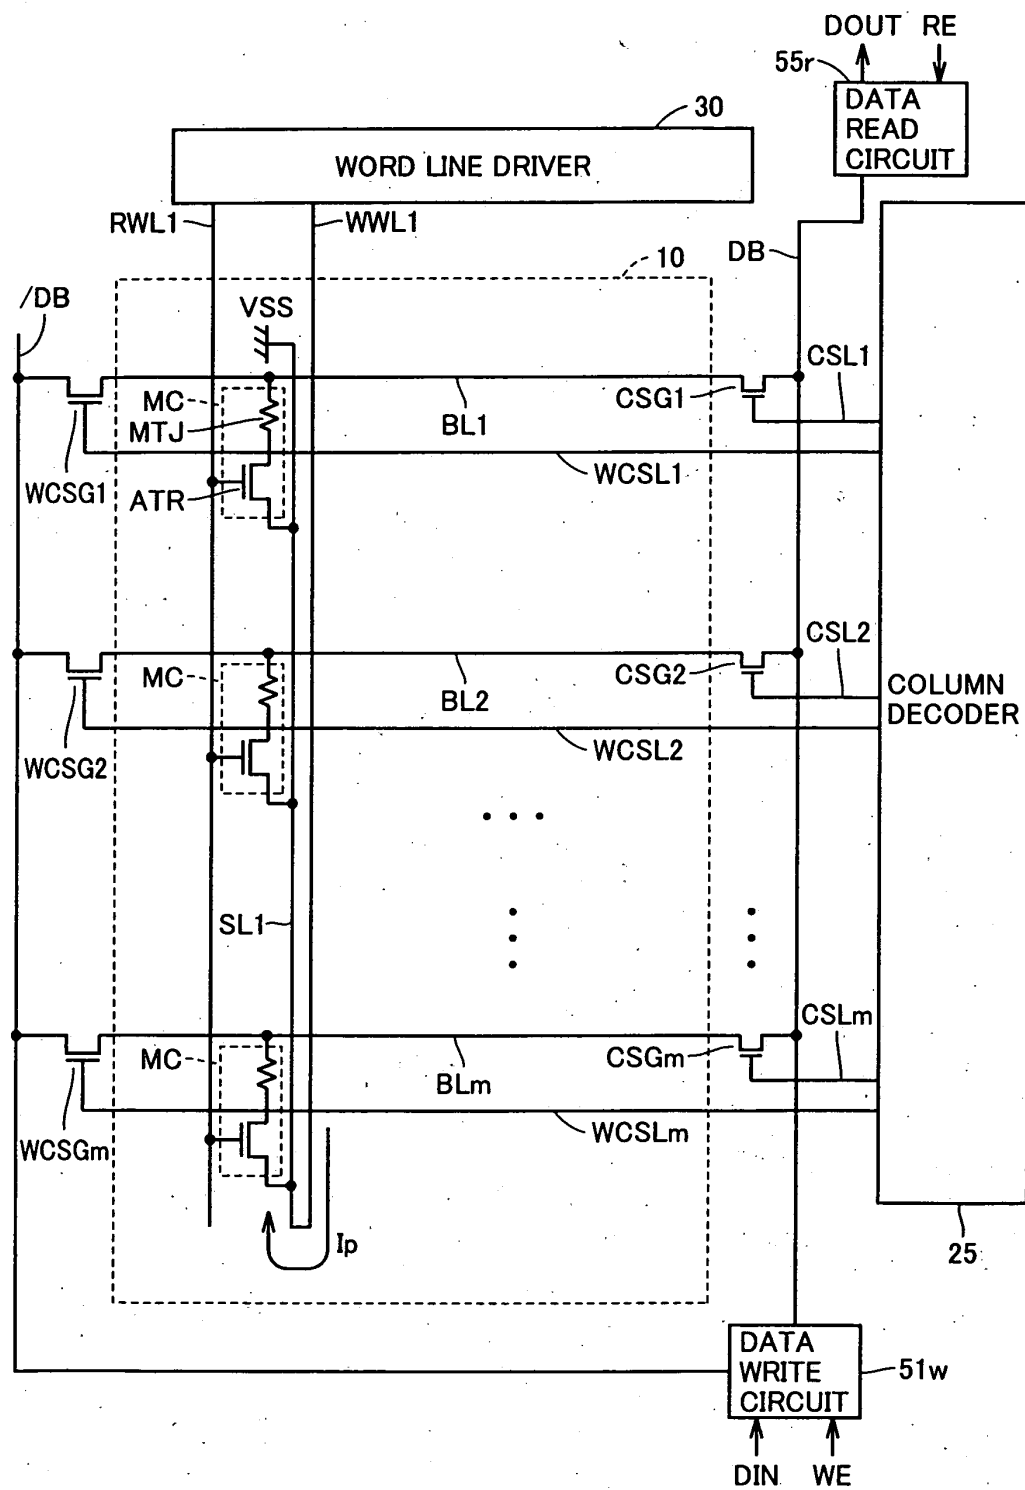 DOUT RE
55r
DATA
READ
CIRCUIT
30
WORD LINE DRIVER
RWL1
WWL1
DB
10
/DB
VSS
CSL1
MC
CSG1
MTJ
BL1
WCSL1
WCSG1
ATR
CSL2
MC
CSG2
BL2
COLUMN
DECODER
WCSG2
WCSL2
SL1
CSLm
MC
CSGm
BLm
WCSGm
WCSLm
Ip
25
DATA
WRITE
CIRCUIT
51w
DIN WE